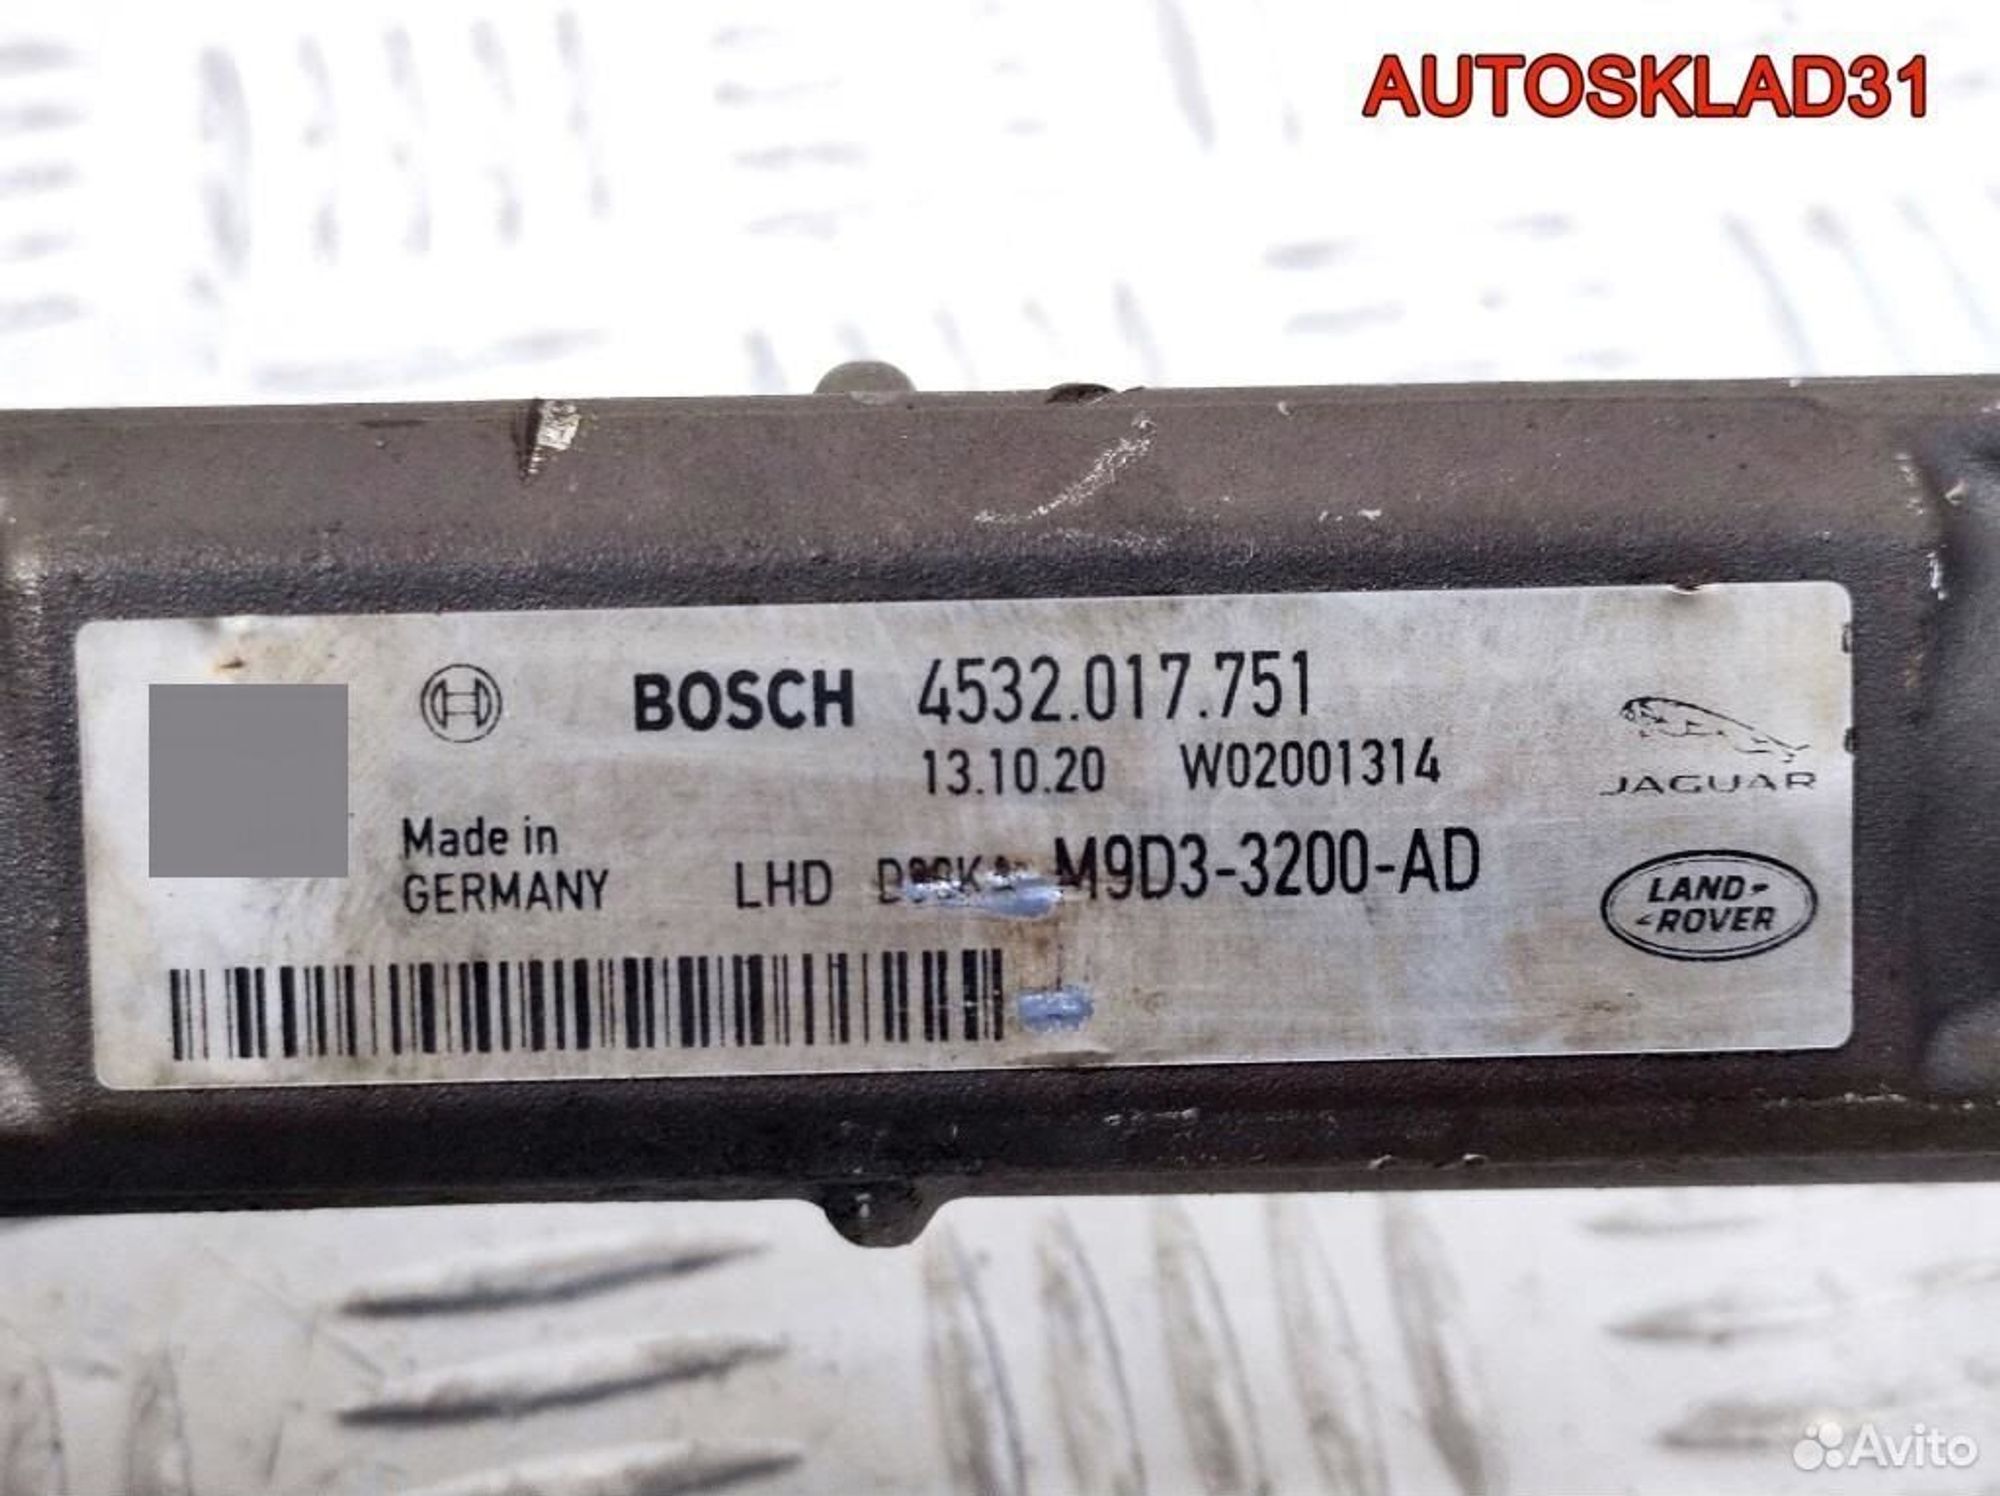 AUTOSKLAD31
BOSCH 4532.017.751
13.10.20 W02001314
JAGUAR
Made in
GERMANY
LHD M9D3-3200-AD
LAND-
ROVER
Avito